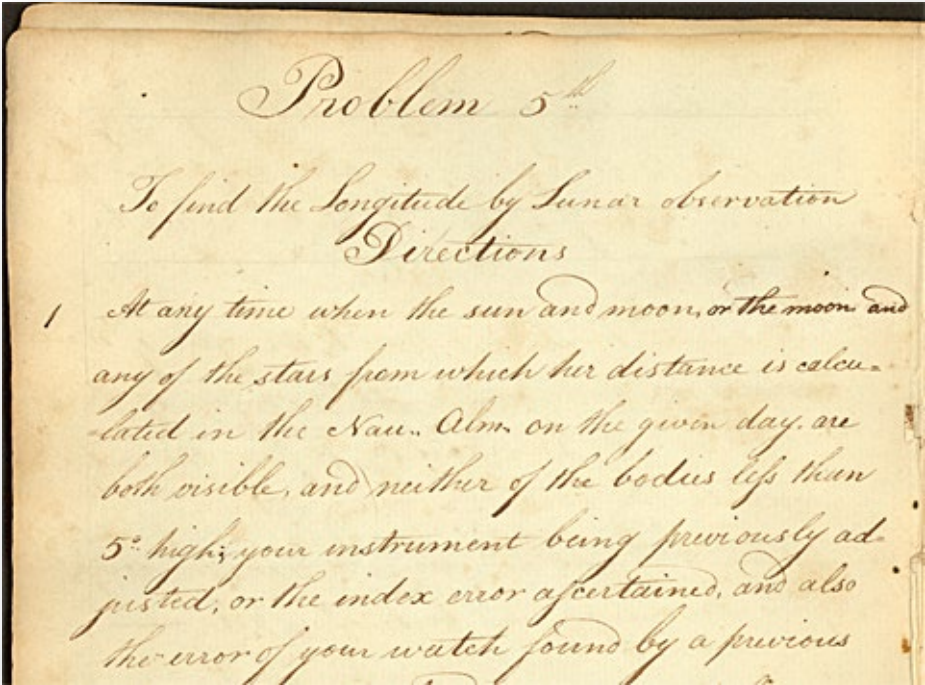 Problem 5th
To find the Longitude by Lunar observation
Directions
1 At any time when the sun and moon, or the moon and
any of the stars from which her distance is calcu-
-lated in the Nau.. Alm. on the given day. are
both visible, and neither of the bodies less than
5° high; your instrument being previously ad-
justed, or the index error ascertained, and also
the error of your watch found by a previous